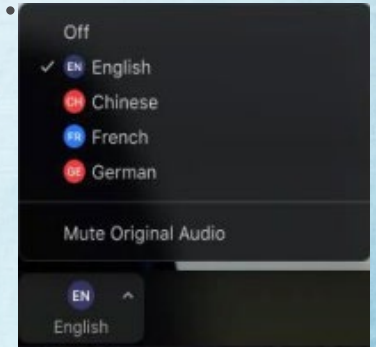 Off
EN English
CH Chinese
FR French
GE German
Mute Original Audio
EN
English